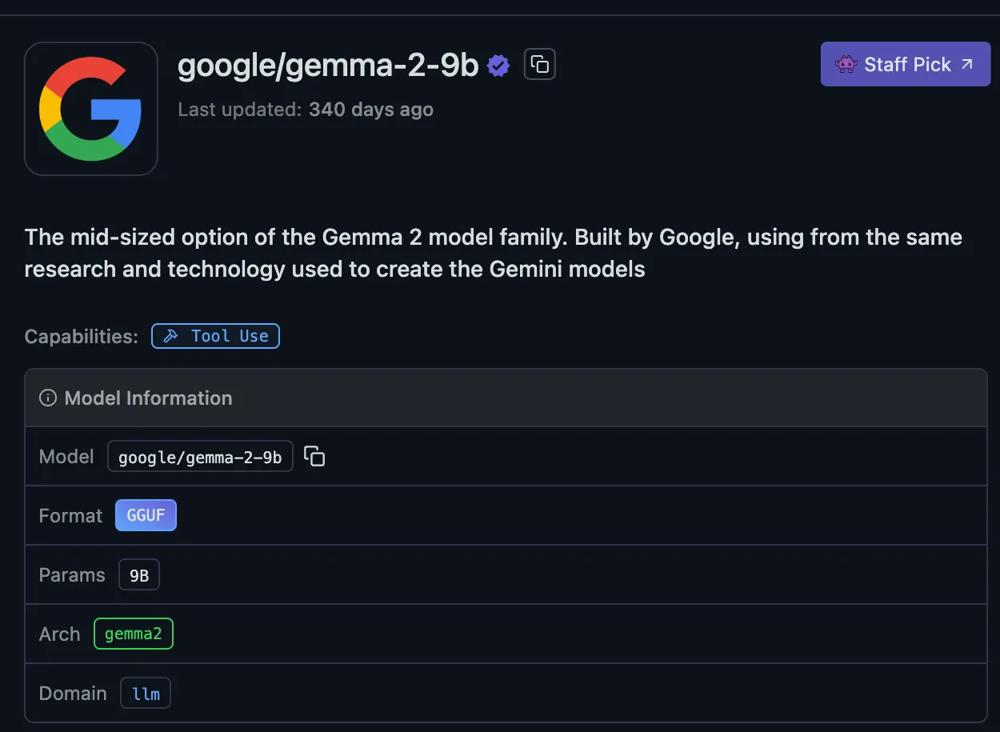 google/gemma-2-9b
Staff Pick
Last updated: 340 days ago
The mid-sized option of the Gemma 2 model family. Built by Google, using from the same
research and technology used to create the Gemini models
Capabilities: Tool Use
Model Information
Model google/gemma-2-9b
Format GGUF
Params 9B
Arch gemma2
Domain llm